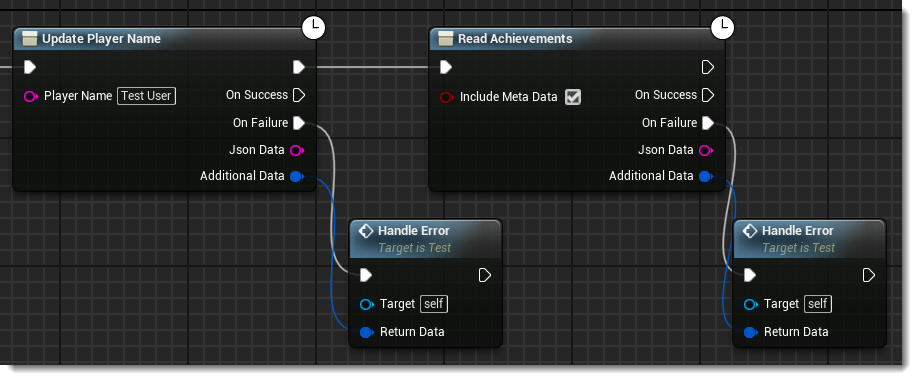 Update Player Name
Player Name Test User
On Success
On Failure
Json Data
Additional Data
Read Achievements
Include Meta Data
On Success
On Failure
Json Data
Additional Data
Handle Error
Target is Test
Target self
Return Data
Handle Error
Target is Test
Target self
Return Data